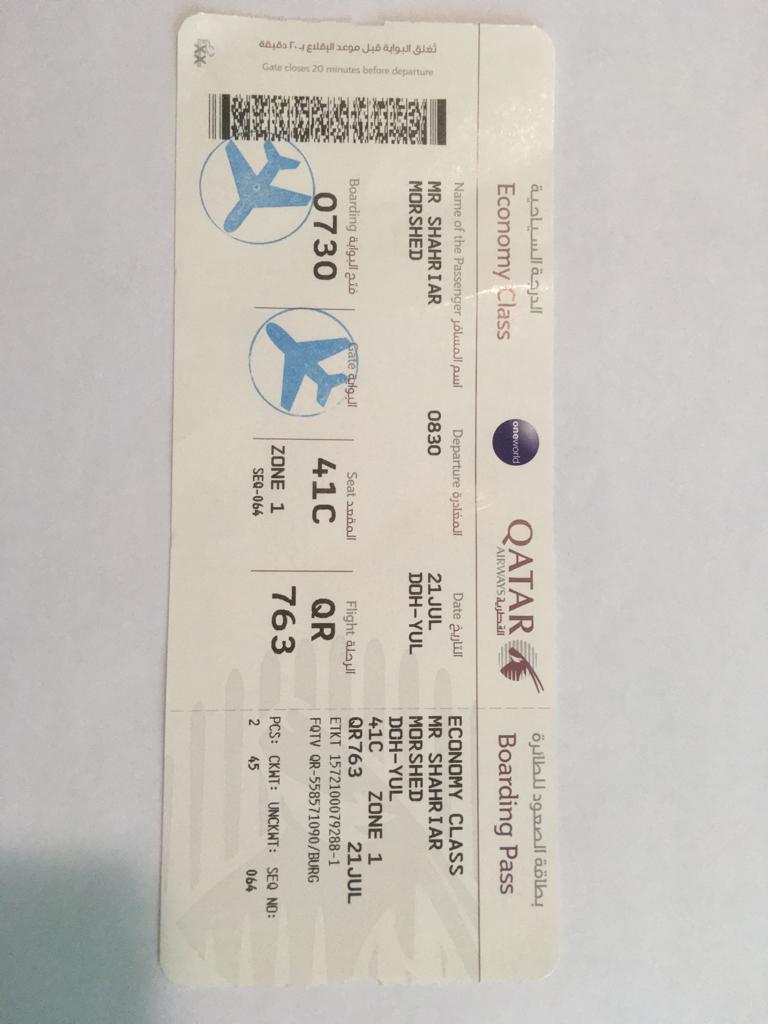 الدرجة السياحية
Economy Class
oneworld
QATAR
AIRWAYS القطرية
بطاقة الصعود للطائرة
Boarding Pass
Name of the Passenger اسم المسافر
MR SHAHRIAR
MORSHED
Departure المغادرة
0830
Date التاريخ
21JUL
DOH-YUL
Boarding فتح البوابة
0730
Gate البوابة
Seat المقعد
41C
ZONE 1
SEQ-064
Flight الرحلة
QR
763
تغلق البوابة قبل موعد الإقلاع بـ ٢٠ دقيقة
Gate closes 20 minutes before departure
XX
ECONOMY CLASS
MR SHAHRIAR
MORSHED
DOH-YUL
41C ZONE 1
QR763 21JUL
ETKT 1572100079288-1
FQTV QR-558571090/BURG
PCS: CKWT: UNCKWT: SEQ NO:
2 45 064